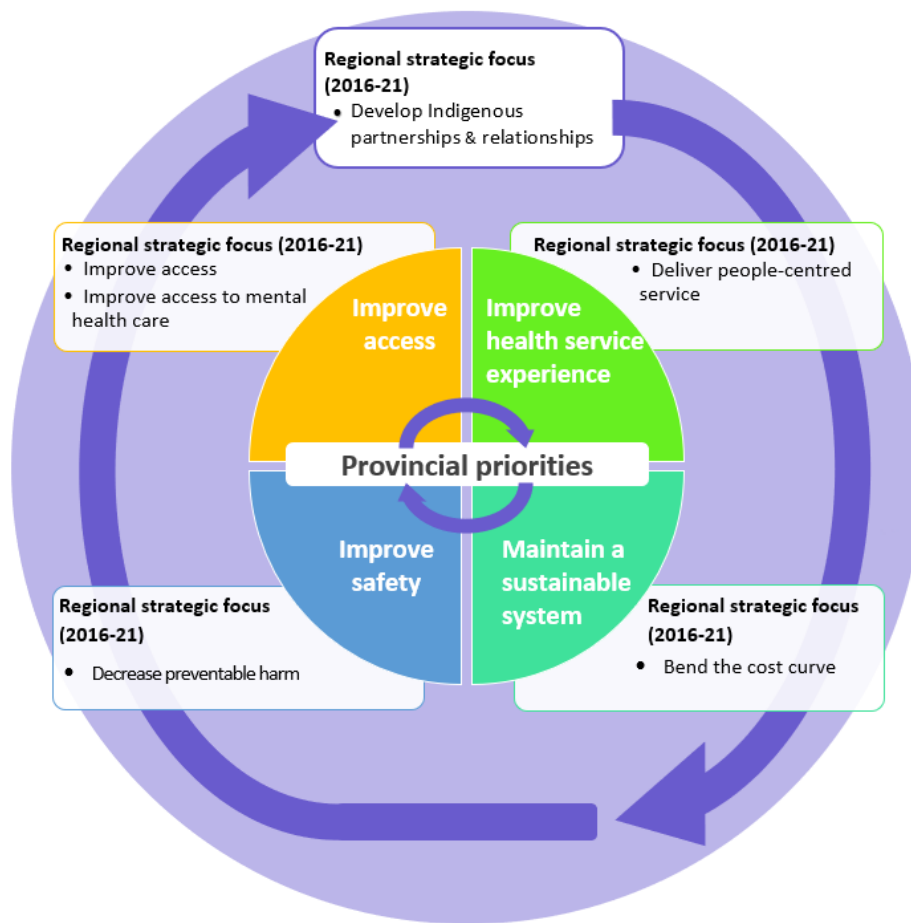 Regional strategic focus
(2016-21)
• Develop Indigenous
partnerships & relationships
Regional strategic focus (2016-21)
• Improve access
• Improve access to mental
health care
Regional strategic focus (2016-21)
• Deliver people-centred
service
Improve
access
Improve
health service
experience
Provincial priorities
Improve
safety
Maintain a
sustainable
system
Regional strategic focus
(2016-21)
• Decrease preventable harm
Regional strategic focus
(2016-21)
• Bend the cost curve